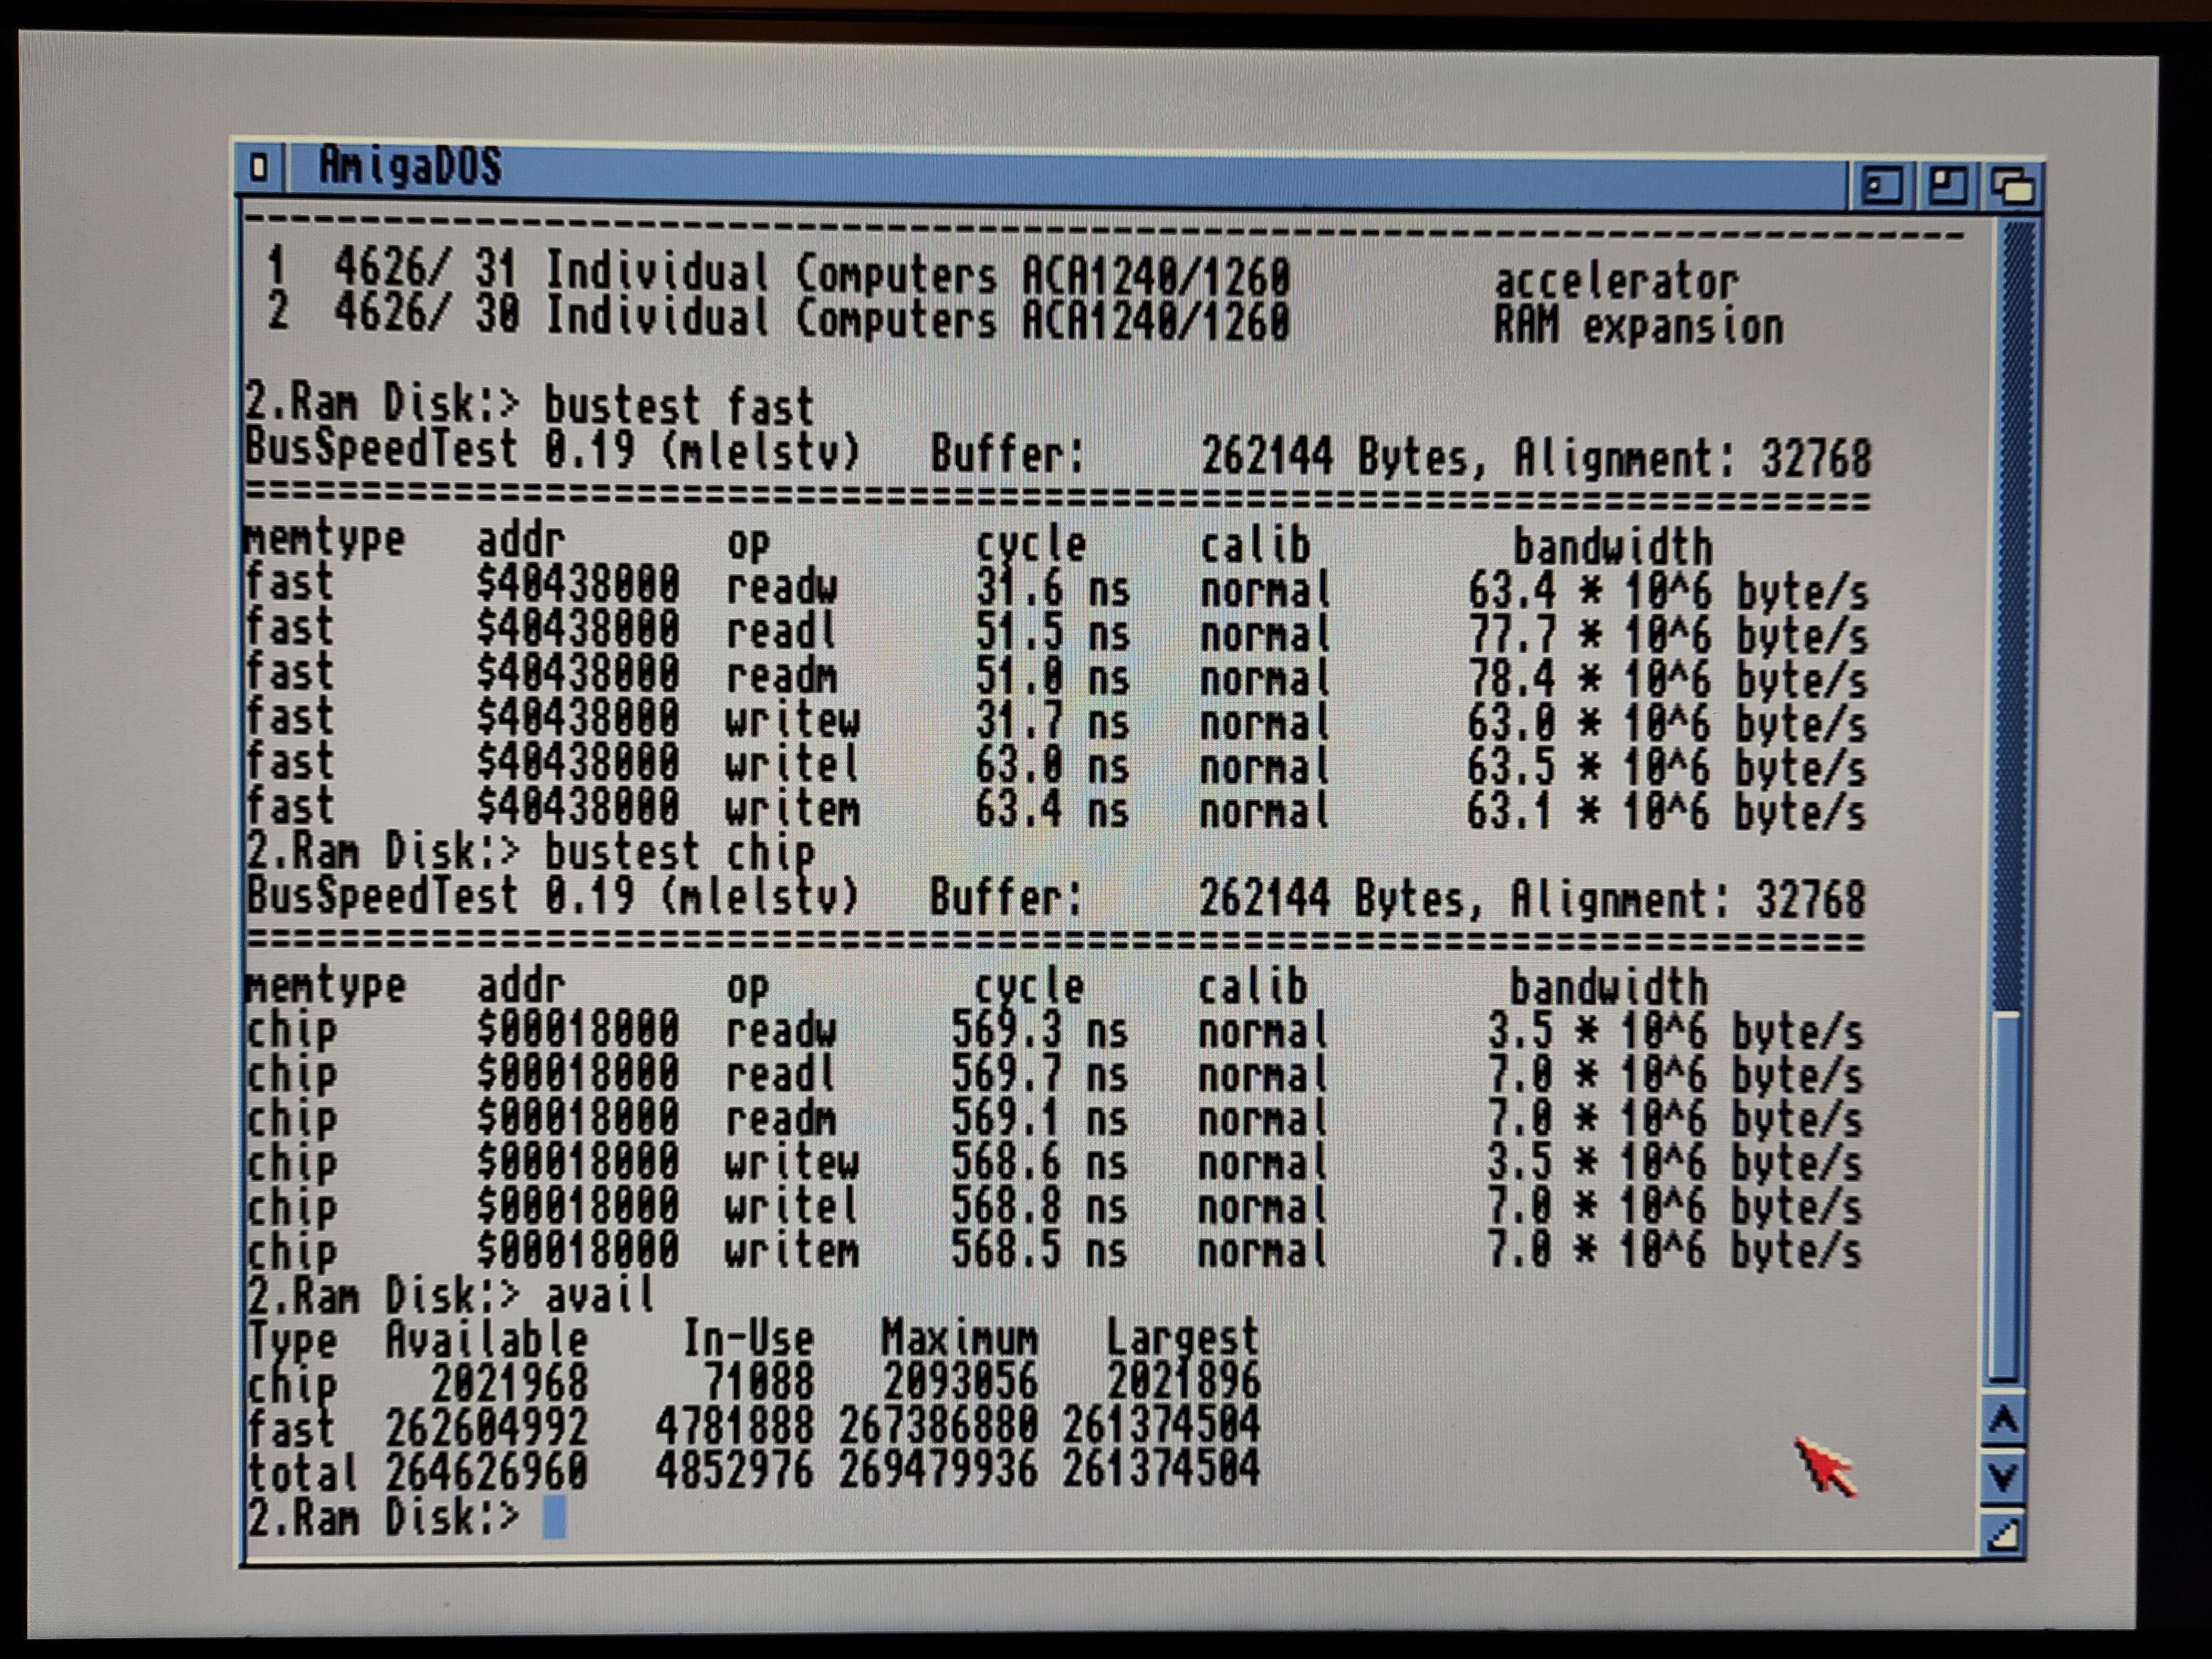 AmigaDOS
--------------------------------------------------------------------------
1 4626/ 31 Individual Computers ACA1240/1260 accelerator
2 4626/ 30 Individual Computers ACA1240/1260 RAM expansion
2.Ram Disk:> bustest fast
BusSpeedTest 0.19 (mlelstv) Buffer: 262144 Bytes, Alignment: 32768
========================================================================
memtype addr op cycle calib bandwidth
fast $40438000 readw 31.6 ns normal 63.4 * 10^6 byte/s
fast $40438000 readl 51.5 ns normal 77.7 * 10^6 byte/s
fast $40438000 readm 51.0 ns normal 78.4 * 10^6 byte/s
fast $40438000 writew 31.7 ns normal 63.0 * 10^6 byte/s
fast $40438000 writel 63.0 ns normal 63.5 * 10^6 byte/s
fast $40438000 writem 63.4 ns normal 63.1 * 10^6 byte/s
2.Ram Disk:> bustest chip
BusSpeedTest 0.19 (mlelstv) Buffer: 262144 Bytes, Alignment: 32768
========================================================================
memtype addr op cycle calib bandwidth
chip $00018000 readw 569.3 ns normal 3.5 * 10^6 byte/s
chip $00018000 readl 569.7 ns normal 7.0 * 10^6 byte/s
chip $00018000 readm 569.1 ns normal 7.0 * 10^6 byte/s
chip $00018000 writew 568.6 ns normal 3.5 * 10^6 byte/s
chip $00018000 writel 568.8 ns normal 7.0 * 10^6 byte/s
chip $00018000 writem 568.5 ns normal 7.0 * 10^6 byte/s
2.Ram Disk:> avail
Type Available In-Use Maximum Largest
chip 2021968 71088 2093056 2021896
fast 262604992 4781888 267386880 261374504
total 264626960 4852976 269479936 261374504
2.Ram Disk:>